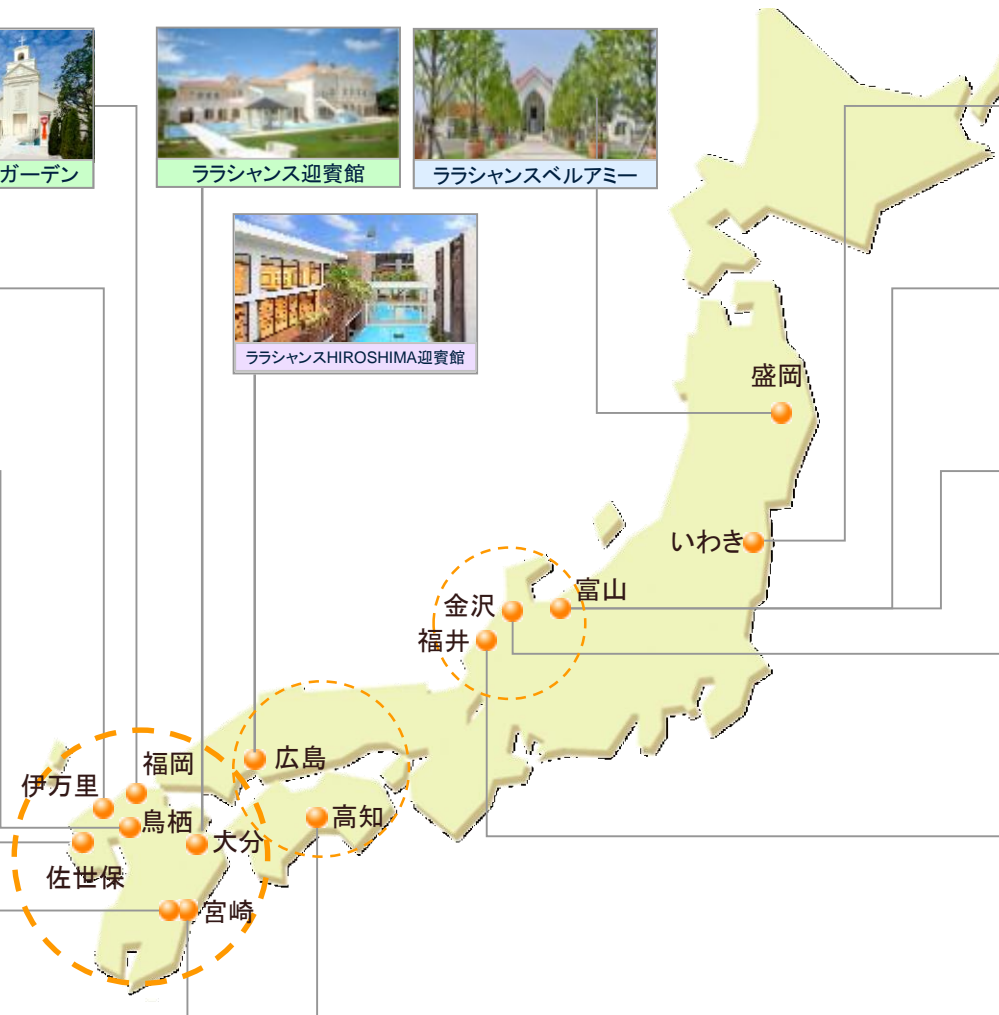 ガーデン
ララシャンス迎賓館
ララシャンスベルアミー
ララシャンスHIROSHIMA迎賓館
盛岡
いわき
富山
金沢
福井
広島
福岡
伊万里
高知
鳥栖
大分
佐世保
宮崎